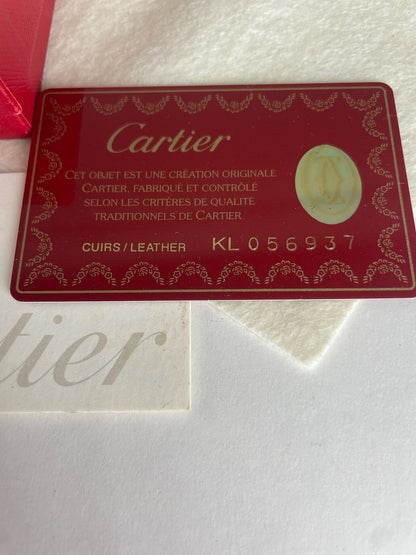 Cartier
CET OBJET EST UNE CRÉATION ORIGINALE
CARTIER, FABRIQUÉ ET CONTRÔLÉ
SELON LES CRITÈRES DE QUALITÉ
TRADITIONNELS DE CARTIER.
CUIRS / LEATHER KL 056937
tier